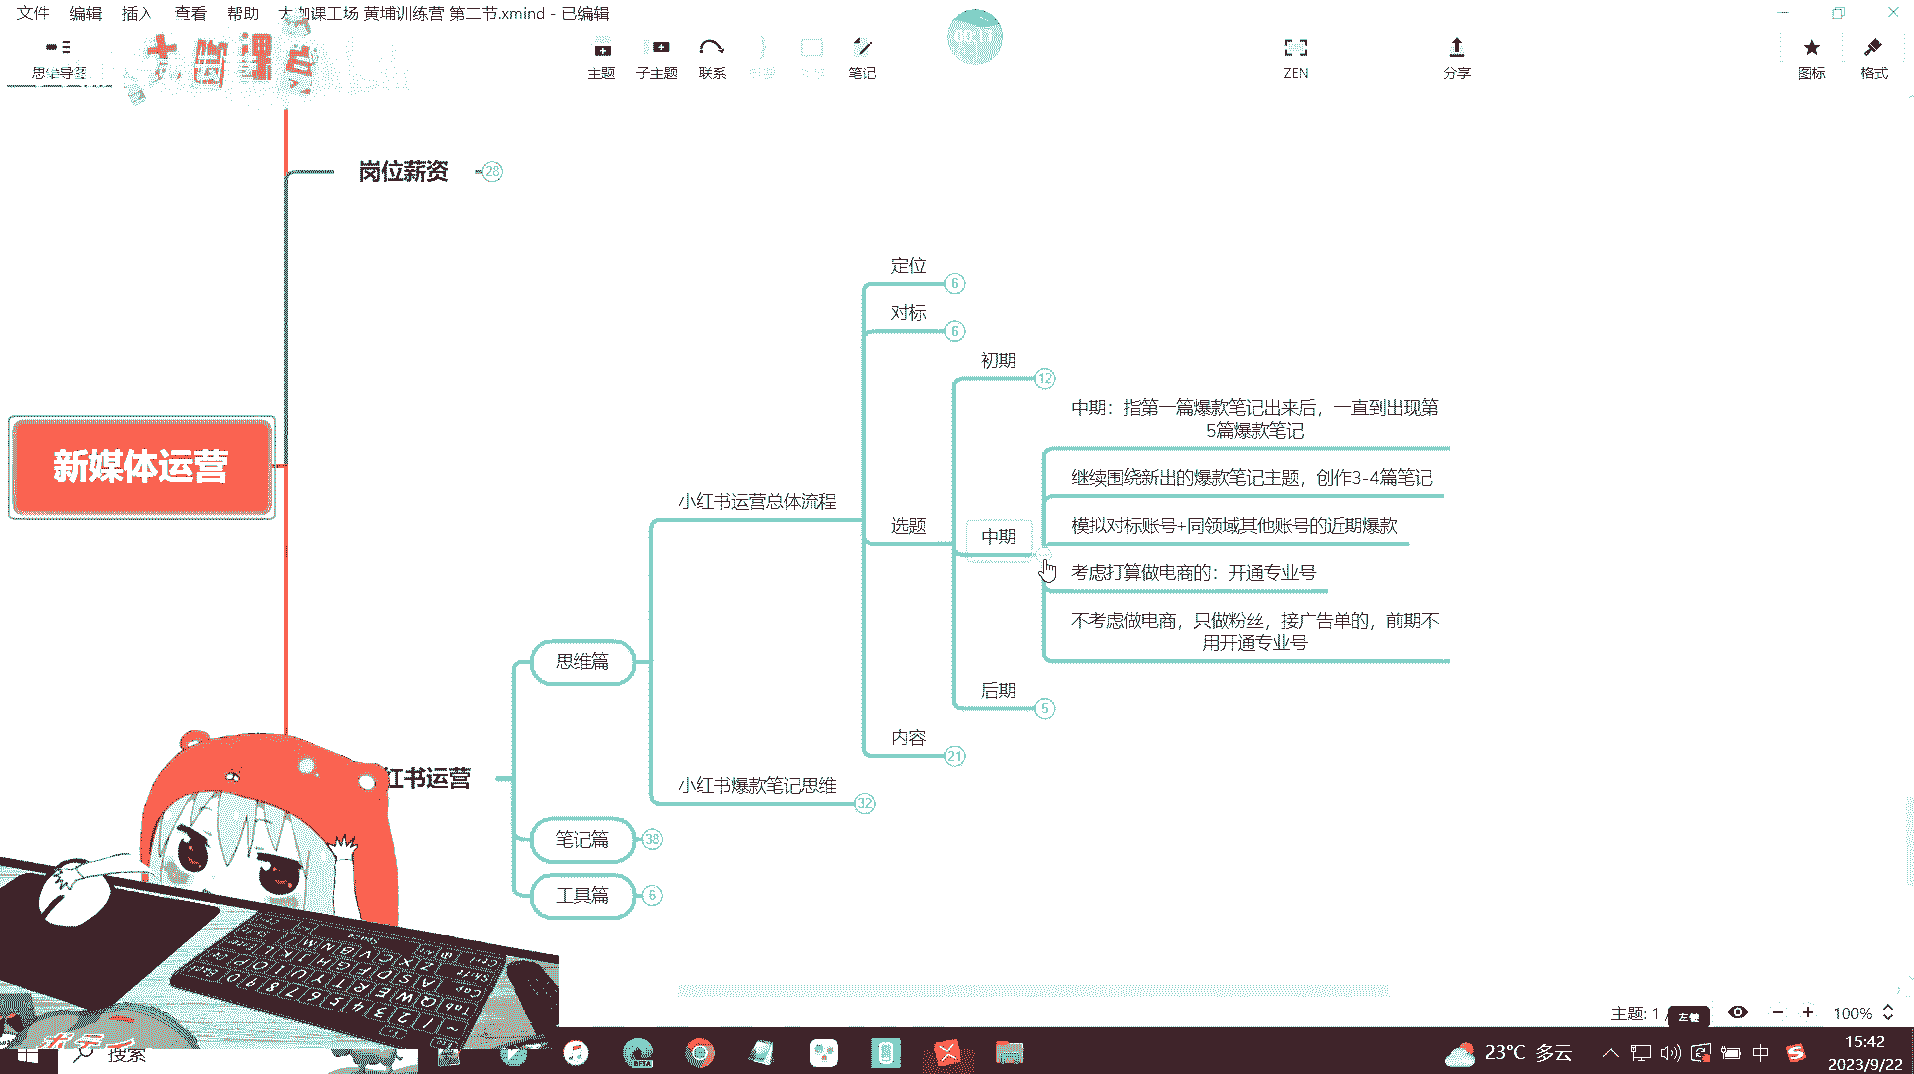 文件 编辑 插入 查看 帮助 大咖课工场 黄埔训练营 第二节.xmind - 已编辑
思维导图 主题 子主题 联系 笔记 ZEN 分享 图标 格式
岗位薪资 28
定位 6
对标 6
初期 12
中期：指第一篇爆款笔记出来后，一直到出现第
5篇爆款笔记
新媒体运营
继续围绕新出的爆款笔记主题，创作3-4篇笔记
小红书运营总体流程
选题
模拟对标账号+同领域其他账号的近期爆款
中期
考虑打算做电商的：开通专业号
不考虑做电商，只做粉丝，接广告单的，前期不
用开通专业号
思维篇
后期 5
内容 21
红书运营
小红书爆款笔记思维 32
笔记篇 38
工具篇 6
主题: 1 /
左键
100%
搜索
BETA
23°C 多云
中
15:42
2023/9/22